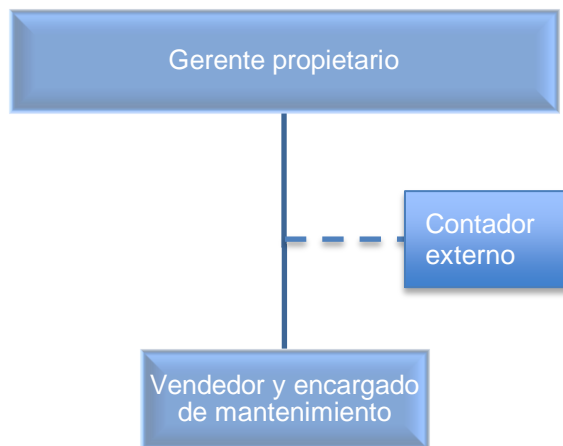 Gerente propietario
Contador
externo
Vendedor y encargado
de mantenimiento